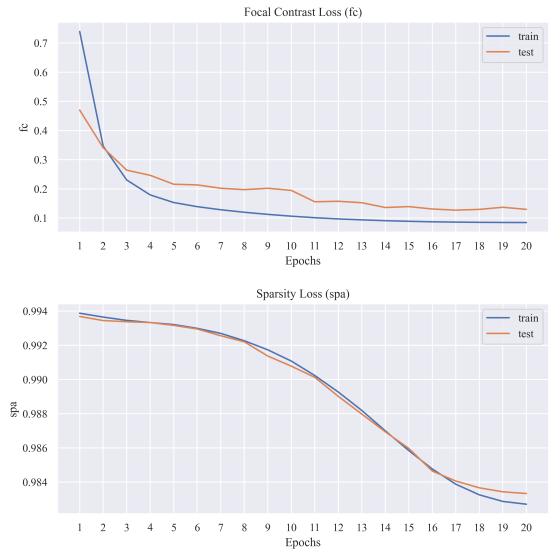 Focal Contrast Loss (fc)
train
test
0.7
0.6
0.5
0.4
0.3
0.2
0.1
fc
1 2 3 4 5 6 7 8 9 10 11 12 13 14 15 16 17 18 19 20
Epochs
Sparsity Loss (spa)
train
test
0.994
0.992
0.990
0.988
0.986
0.984
spa
1 2 3 4 5 6 7 8 9 10 11 12 13 14 15 16 17 18 19 20
Epochs